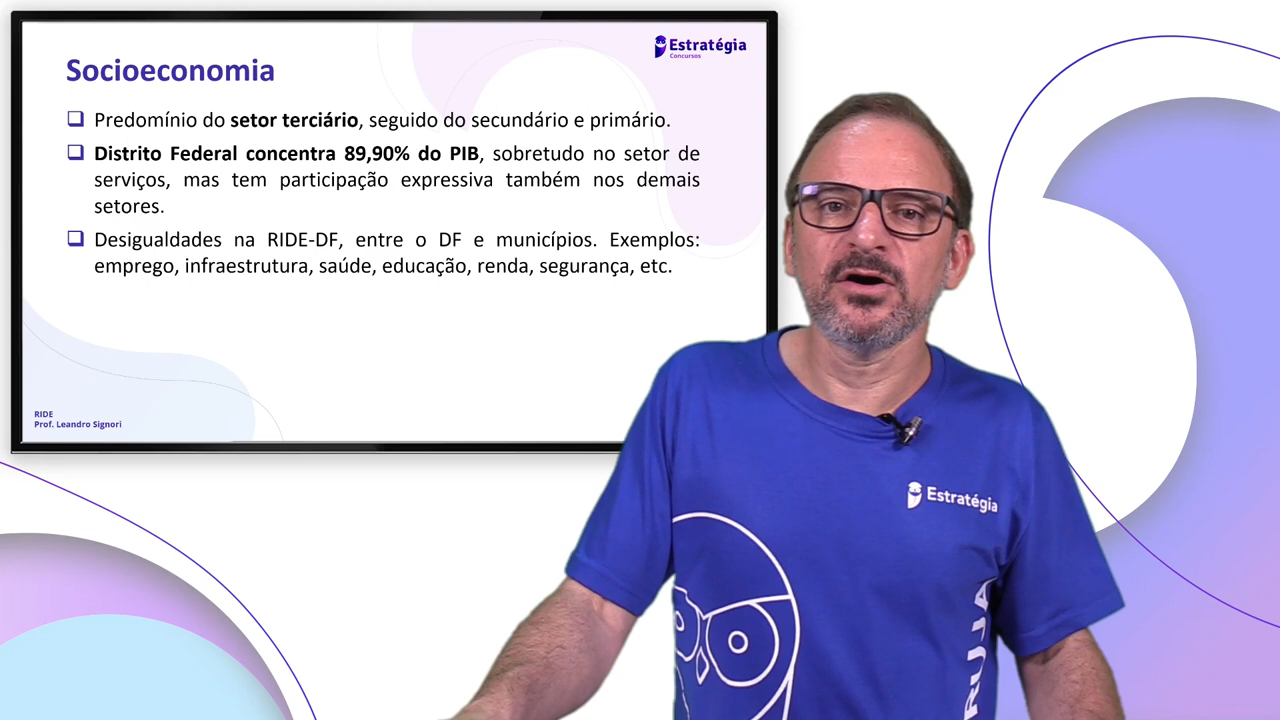 Estratégia
Concursos
Socioeconomia
❑ Predomínio do setor terciário, seguido do secundário e primário.
❑ Distrito Federal concentra 89,90% do PIB, sobretudo no setor de
serviços, mas tem participação expressiva também nos demais
setores.
❑ Desigualdades na RIDE-DF, entre o DF e municípios. Exemplos:
emprego, infraestrutura, saúde, educação, renda, segurança, etc.
RIDE
Prof. Leandro Signori
Estratégia
RUJA